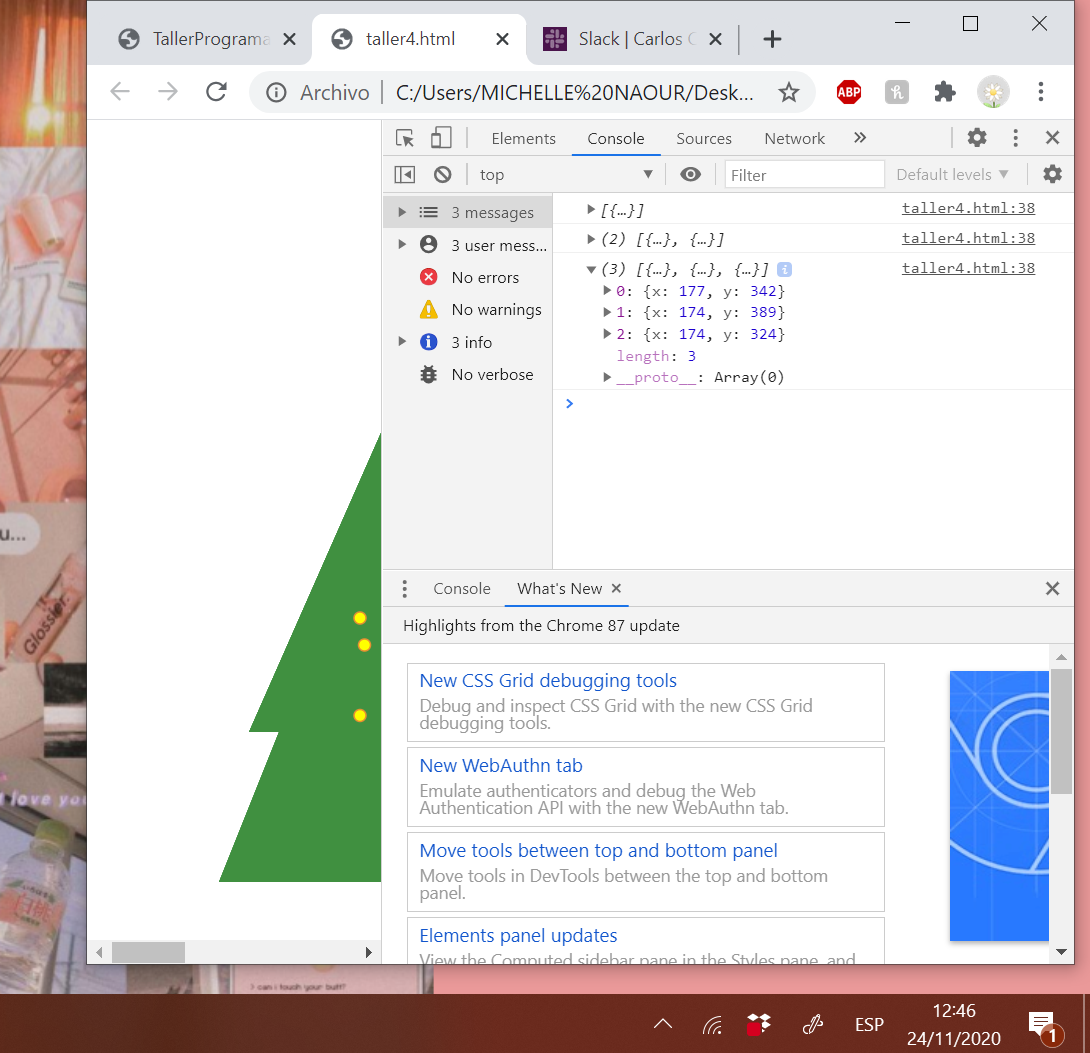 TallerPrograma
taller4.html
Slack | Carlos
Archivo
C:/Users/MICHELLE%20NAOUR/Desk...
ABP
Elements
Console
Sources
Network
top
Filter
Default levels ▼
3 messages
3 user mess...
No errors
No warnings
3 info
No verbose
[{…}] taller4.html:38
(2) [{…}, {…}] taller4.html:38
(3) [{…}, {…}, {…}] i taller4.html:38
0: {x: 177, y: 342}
1: {x: 174, y: 389}
2: {x: 174, y: 324}
length: 3
__proto__: Array(0)
u...
Glossier.
Console
What's New
Highlights from the Chrome 87 update
New CSS Grid debugging tools
Debug and inspect CSS Grid with the new CSS Grid
debugging tools.
New WebAuthn tab
Emulate authenticators and debug the Web
Authentication API with the new WebAuthn tab.
Move tools between top and bottom panel
Move tools in DevTools between the top and bottom
panel.
Elements panel updates
View the Computed sidebar pane in the Styles pane, and
I love you
白桃
> can i touch your butt?
ESP
12:46
24/11/2020
1